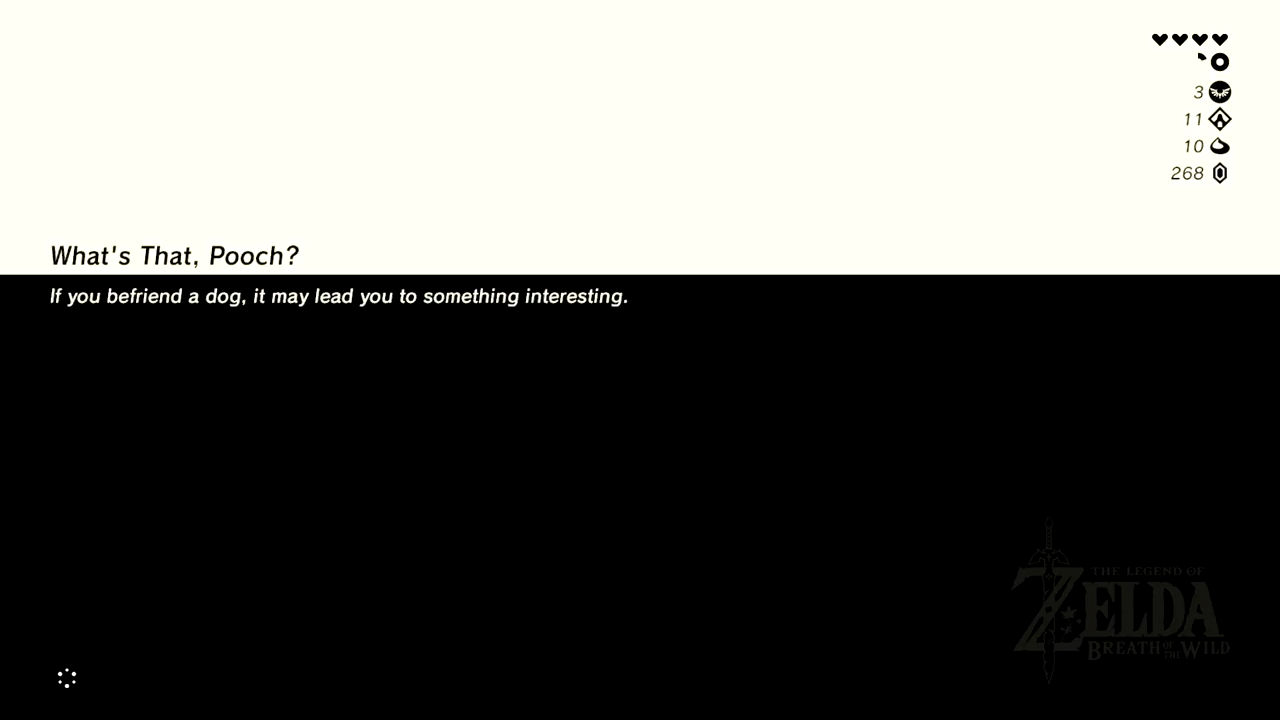 3
11
10
268
What's That, Pooch?
If you befriend a dog, it may lead you to something interesting.
THE LEGEND OF
ZELDA
BREATH OF THE WILD